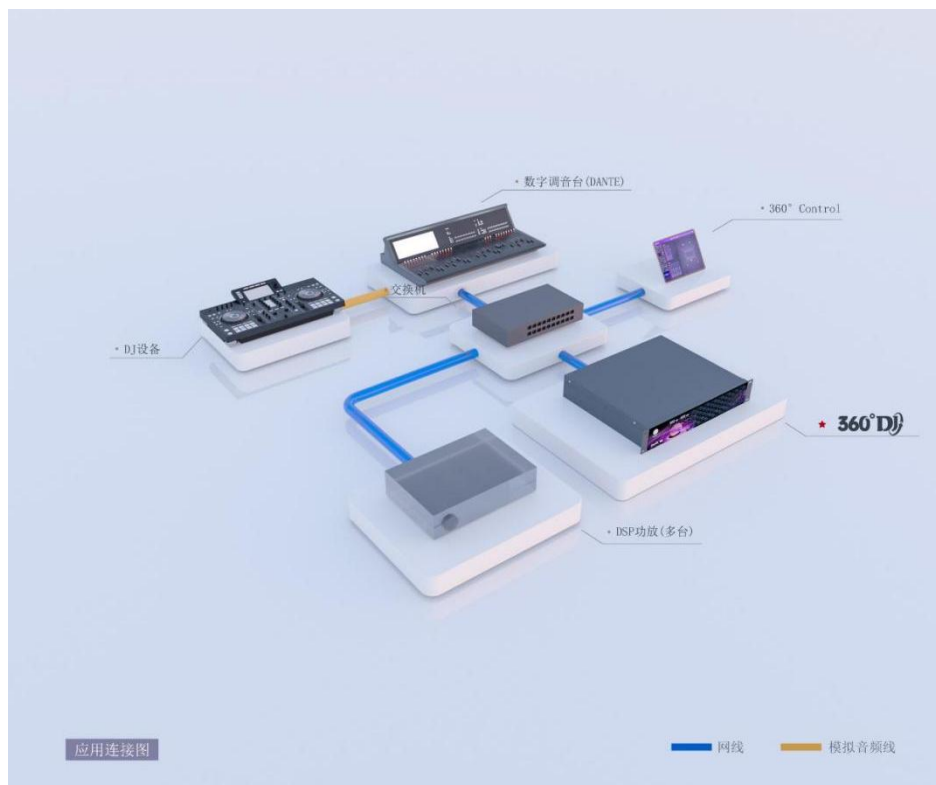 • 数字调音台(DANTE)
• 360° Control
交换机
• DJ设备
★ 360°DJ
• DSP功放(多台)
应用连接图
网线
模拟音频线